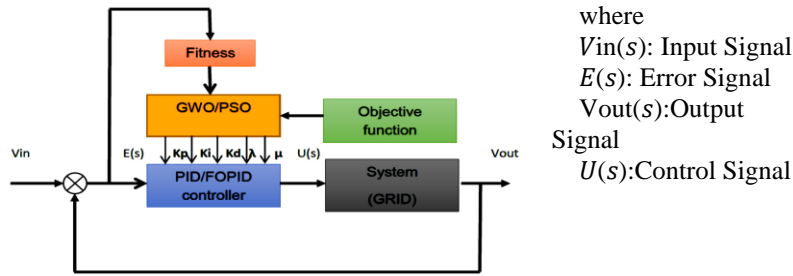 Fitness
GWO/PSO
Objective
function
Vin
E(s)
Kp
Ki
Kd
λ
μ
U(s)
Vout
PID/FOPID
controller
System
(GRID)
where
Vin(s): Input Signal
E(s): Error Signal
Vout(s):Output
Signal
U(s):Control Signal